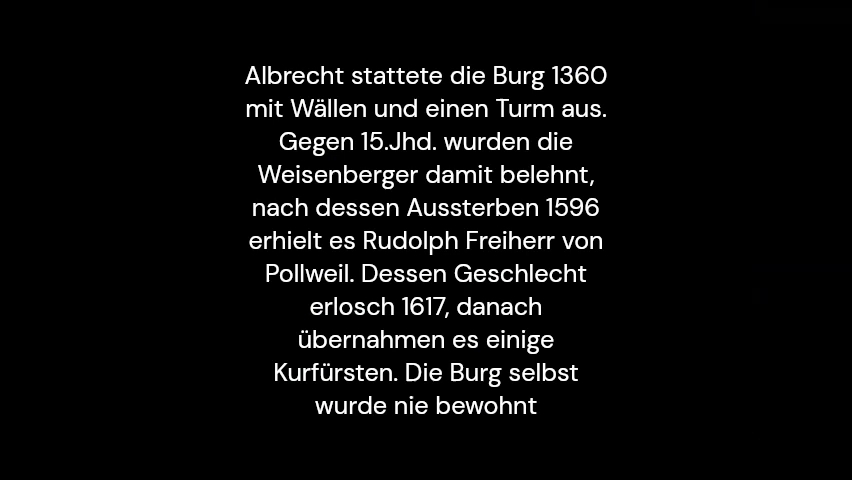 Albrecht stattete die Burg 1360
mit Wällen und einen Turm aus.
Gegen 15.Jhd. wurden die
Weisenberger damit belehnt,
nach dessen Aussterben 1596
erhielt es Rudolph Freiherr von
Pollweil. Dessen Geschlecht
erlosch 1617, danach
übernahmen es einige
Kurfürsten. Die Burg selbst
wurde nie bewohnt